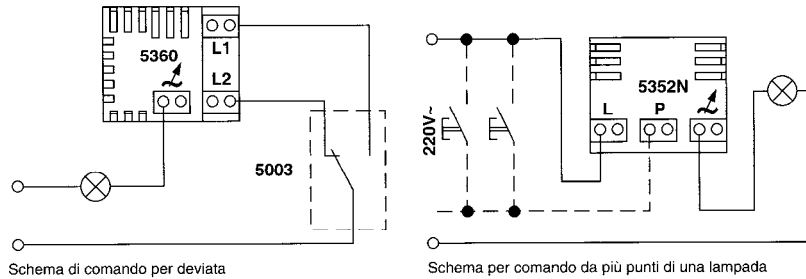 5360
L1
L2
5003
Schema di comando per deviata
220V~
5352N
L
P
Schema per comando da più punti di una lampada